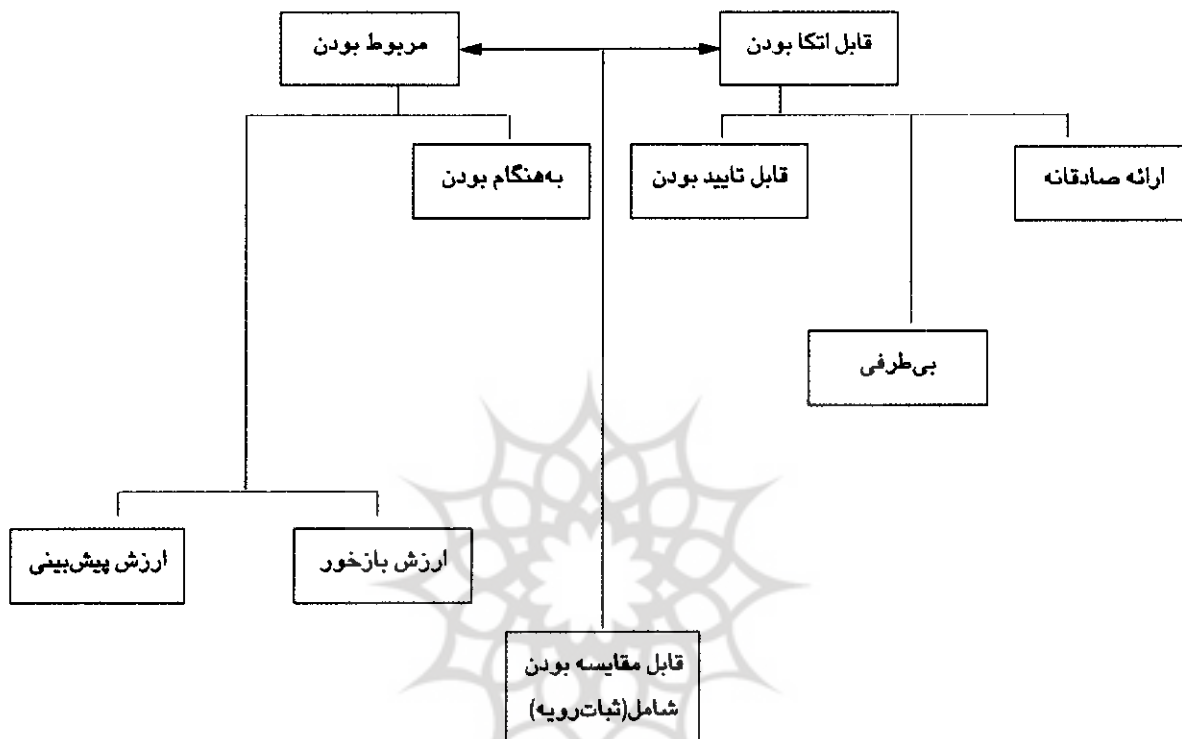 قابل اتکا بودن
مربوط بودن
ارائه صادقانه
قابل تایید بودن
به‌هنگام بودن
بی‌طرفی
ارزش بازخور
ارزش پیش‌بینی
قابل مقایسه بودن
شامل(ثبات‌رویه)